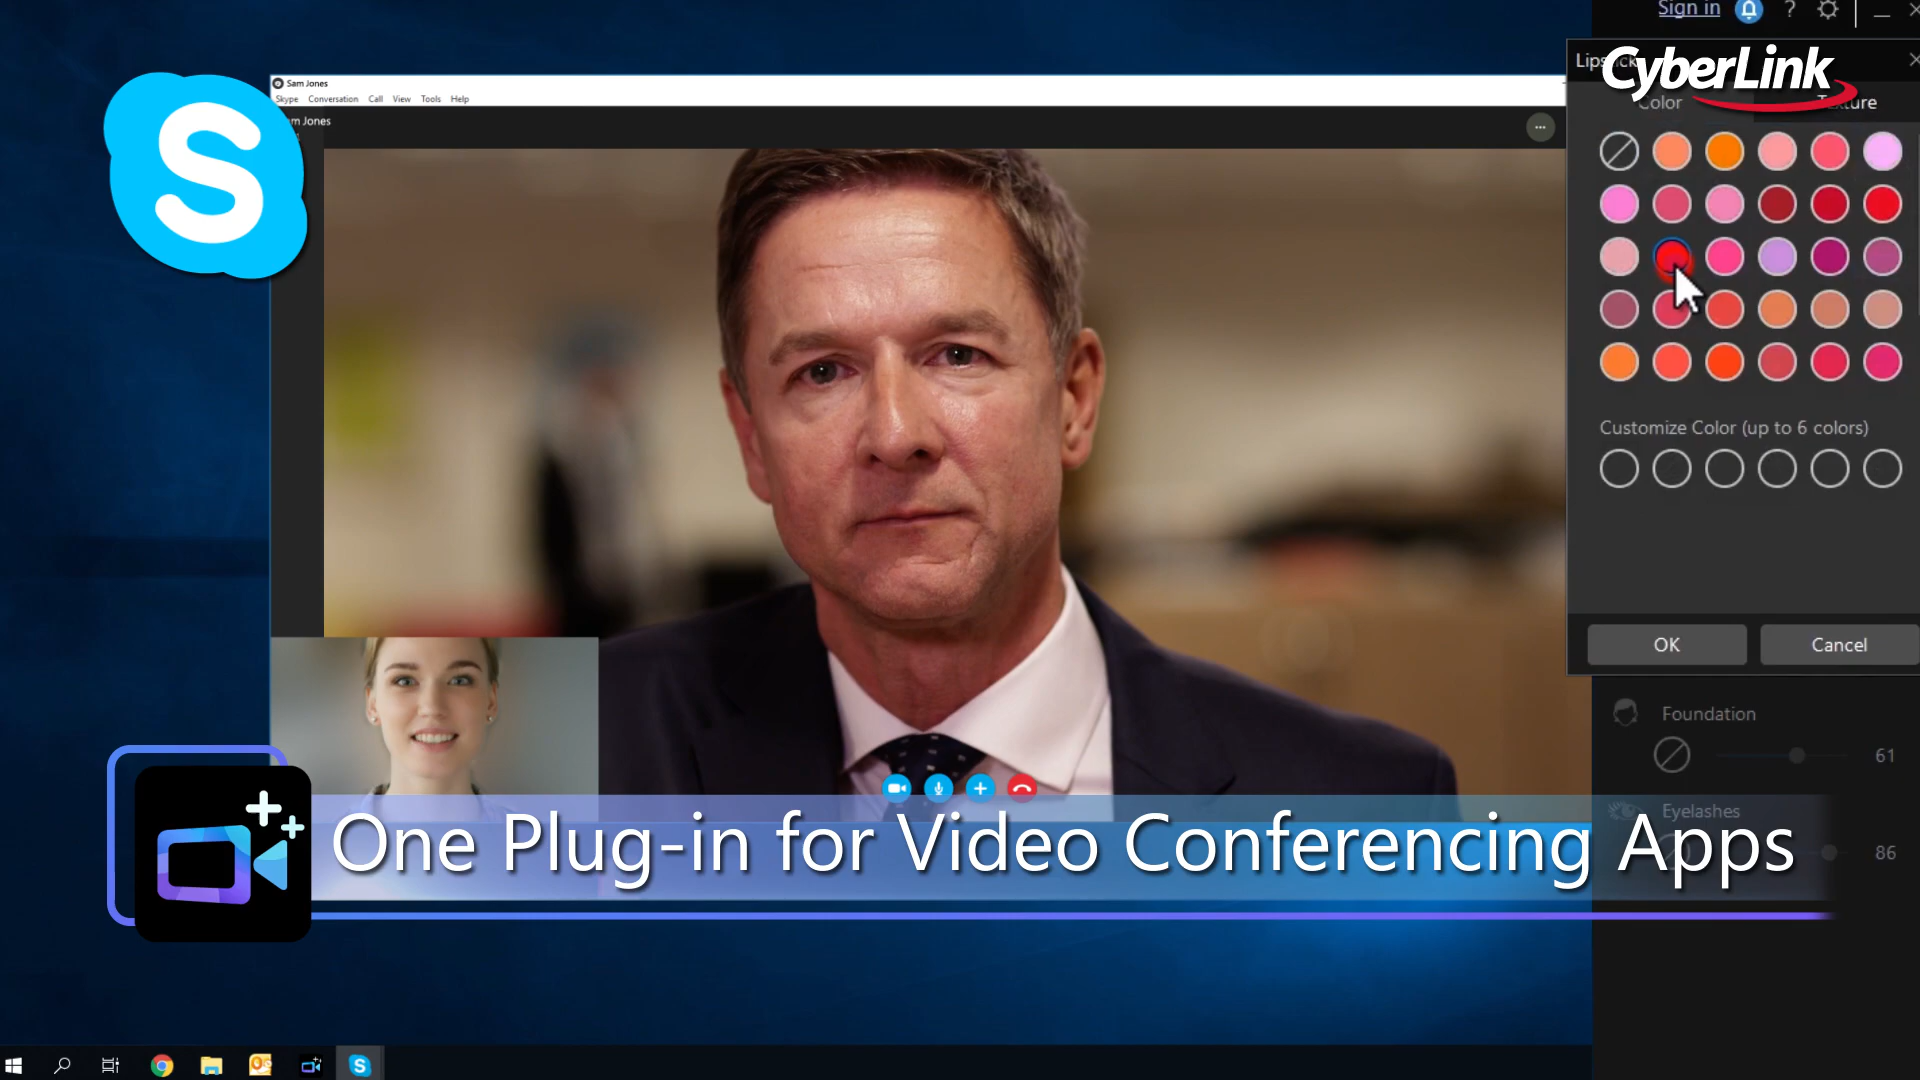 Sign in
?
Sam Jones
Skype Conversation Call View Tools Help
Jones
S
CyberLink
Color
OK
Cancel
Customize Color (up to 6 colors)
Foundation
61
Eyelashes
86
One Plug-in for Video Conferencing Apps